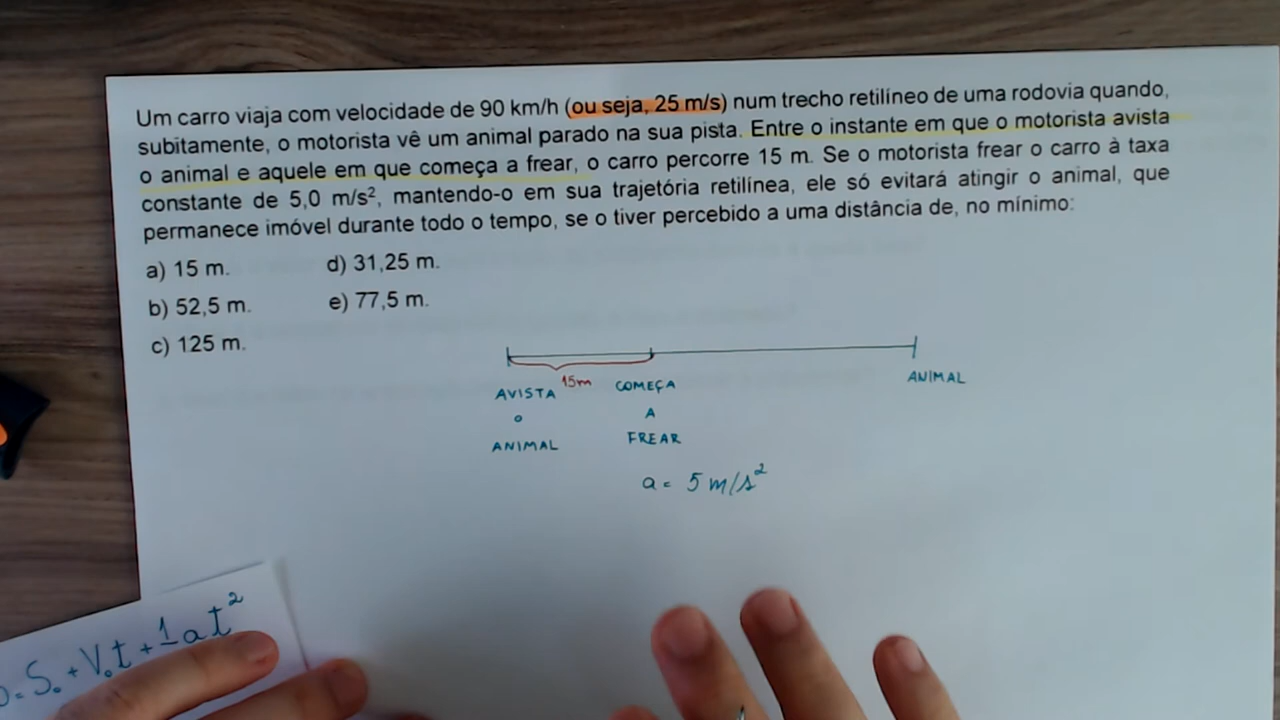 Um carro viaja com velocidade de 90 km/h (ou seja, 25 m/s) num trecho retilíneo de uma rodovia quando,
subitamente, o motorista vê um animal parado na sua pista. Entre o instante em que o motorista avista
o animal e aquele em que começa a frear, o carro percorre 15 m. Se o motorista frear o carro à taxa
constante de 5,0 m/s², mantendo-o em sua trajetória retilínea, ele só evitará atingir o animal, que
permanece imóvel durante todo o tempo, se o tiver percebido a uma distância de, no mínimo:
a) 15 m.
b) 52,5 m.
c) 125 m.
d) 31,25 m.
e) 77,5 m.
15m
AVISTA
O
ANIMAL
COMEÇA
A
FREAR
ANIMAL
a = 5 m/s²
= S₀ + V₀t + 1 at²